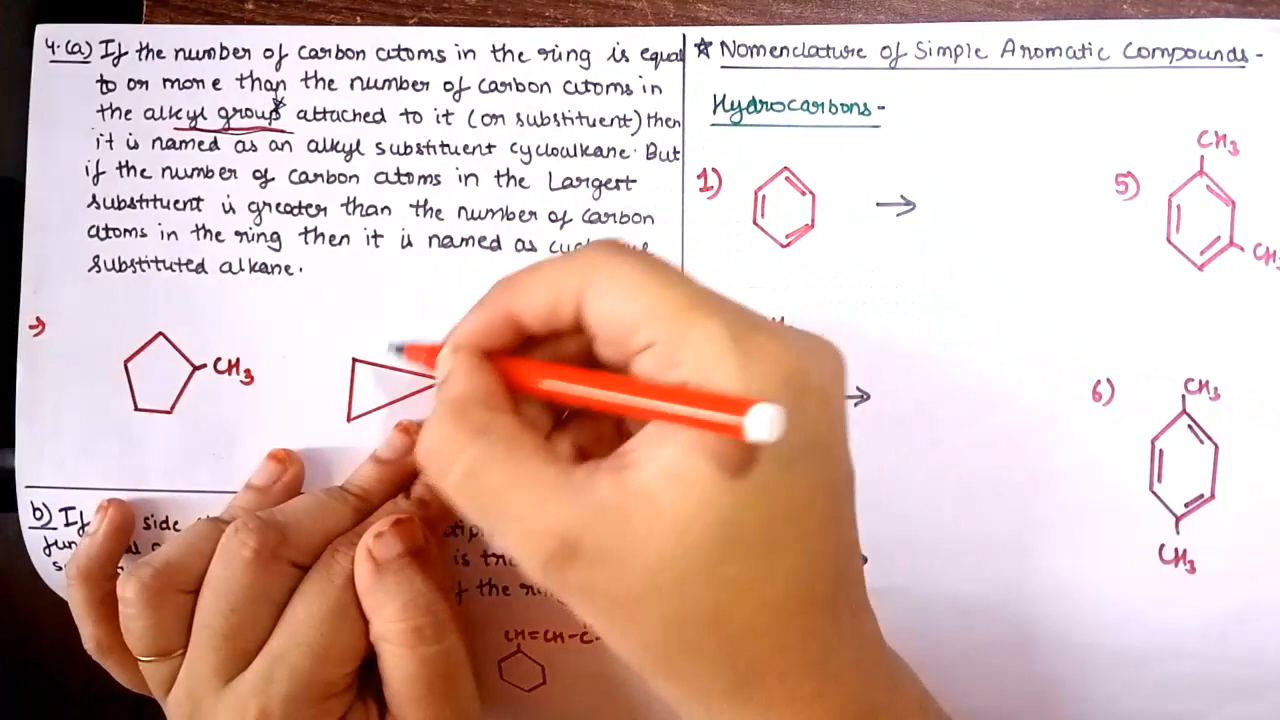 4.(a) If the number of carbon atoms in the ring is equal
to or more than the number of carbon atoms in
the alkyl group* attached to it (or substituent) then
it is named as an alkyl substituent cycloalkane. But
if the number of carbon atoms in the Largest
substituent is greater than the number of carbon
atoms in the ring then it is named as
substituted alkane.
→
CH3
b) If side
is
f the
CH=CH-C
☆ Nomenclature of Simple Aromatic Compounds-
Hydrocarbons-
1) →
5)
CH3
CH3
→
6)
CH3
CH3